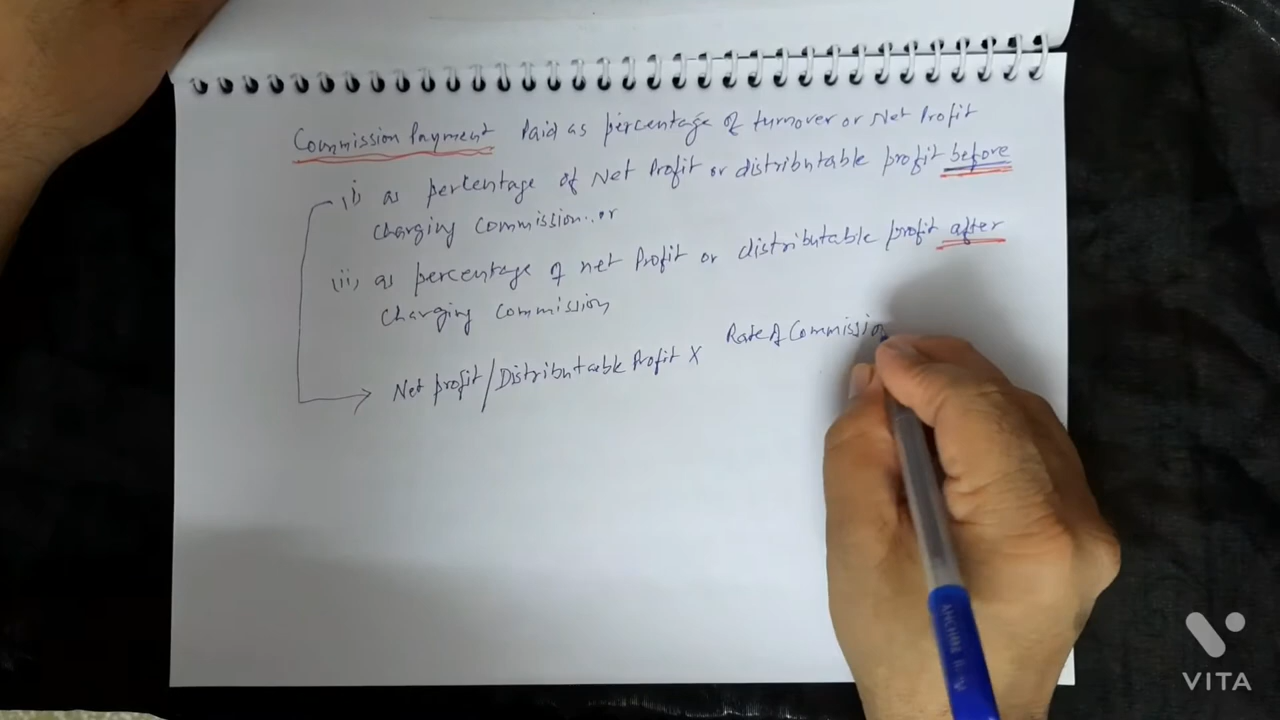 Commission Payment Paid as percentage of turnover or Net Profit
(i) as percentage of Net Profit or distributable profit before
charging Commission.. or
(ii) as percentage of net Profit or distributable profit after
charging Commission
Rate of Commission
Net profit/Distributable Profit X
VITA